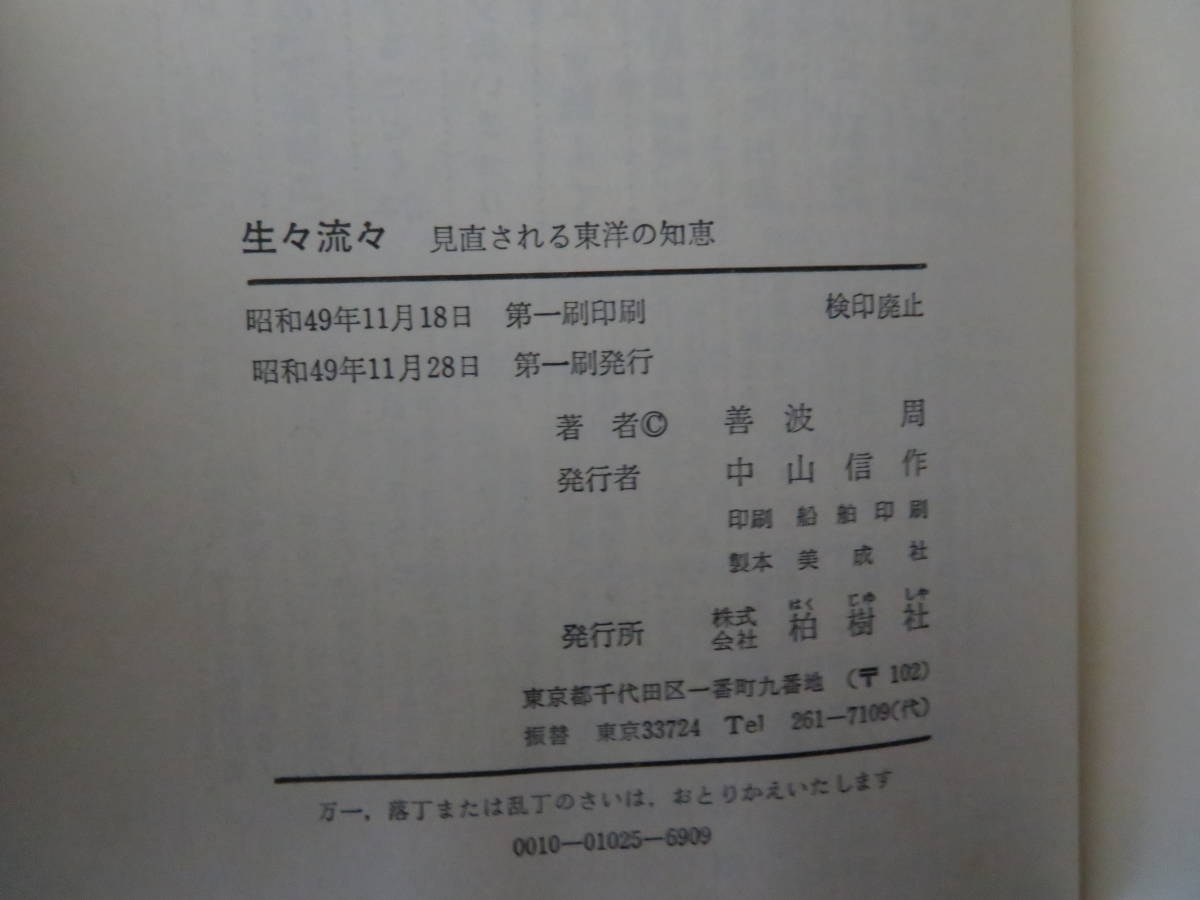 生々流々 見直される東洋の知恵
昭和49年11月18日 第一刷印刷 検印廃止
昭和49年11月28日 第一刷発行
著者© 善波周
発行者 中山信作
印刷 船舶印刷
製本 美成社
はくじゅしや
発行所 株式会社 柏樹社
東京都千代田区一番町九番地 (〒102)
振替 東京33724 Tel 261-7109(代)
万一,落丁または乱丁のさいは,おとりかえいたします
0010—01025—6909